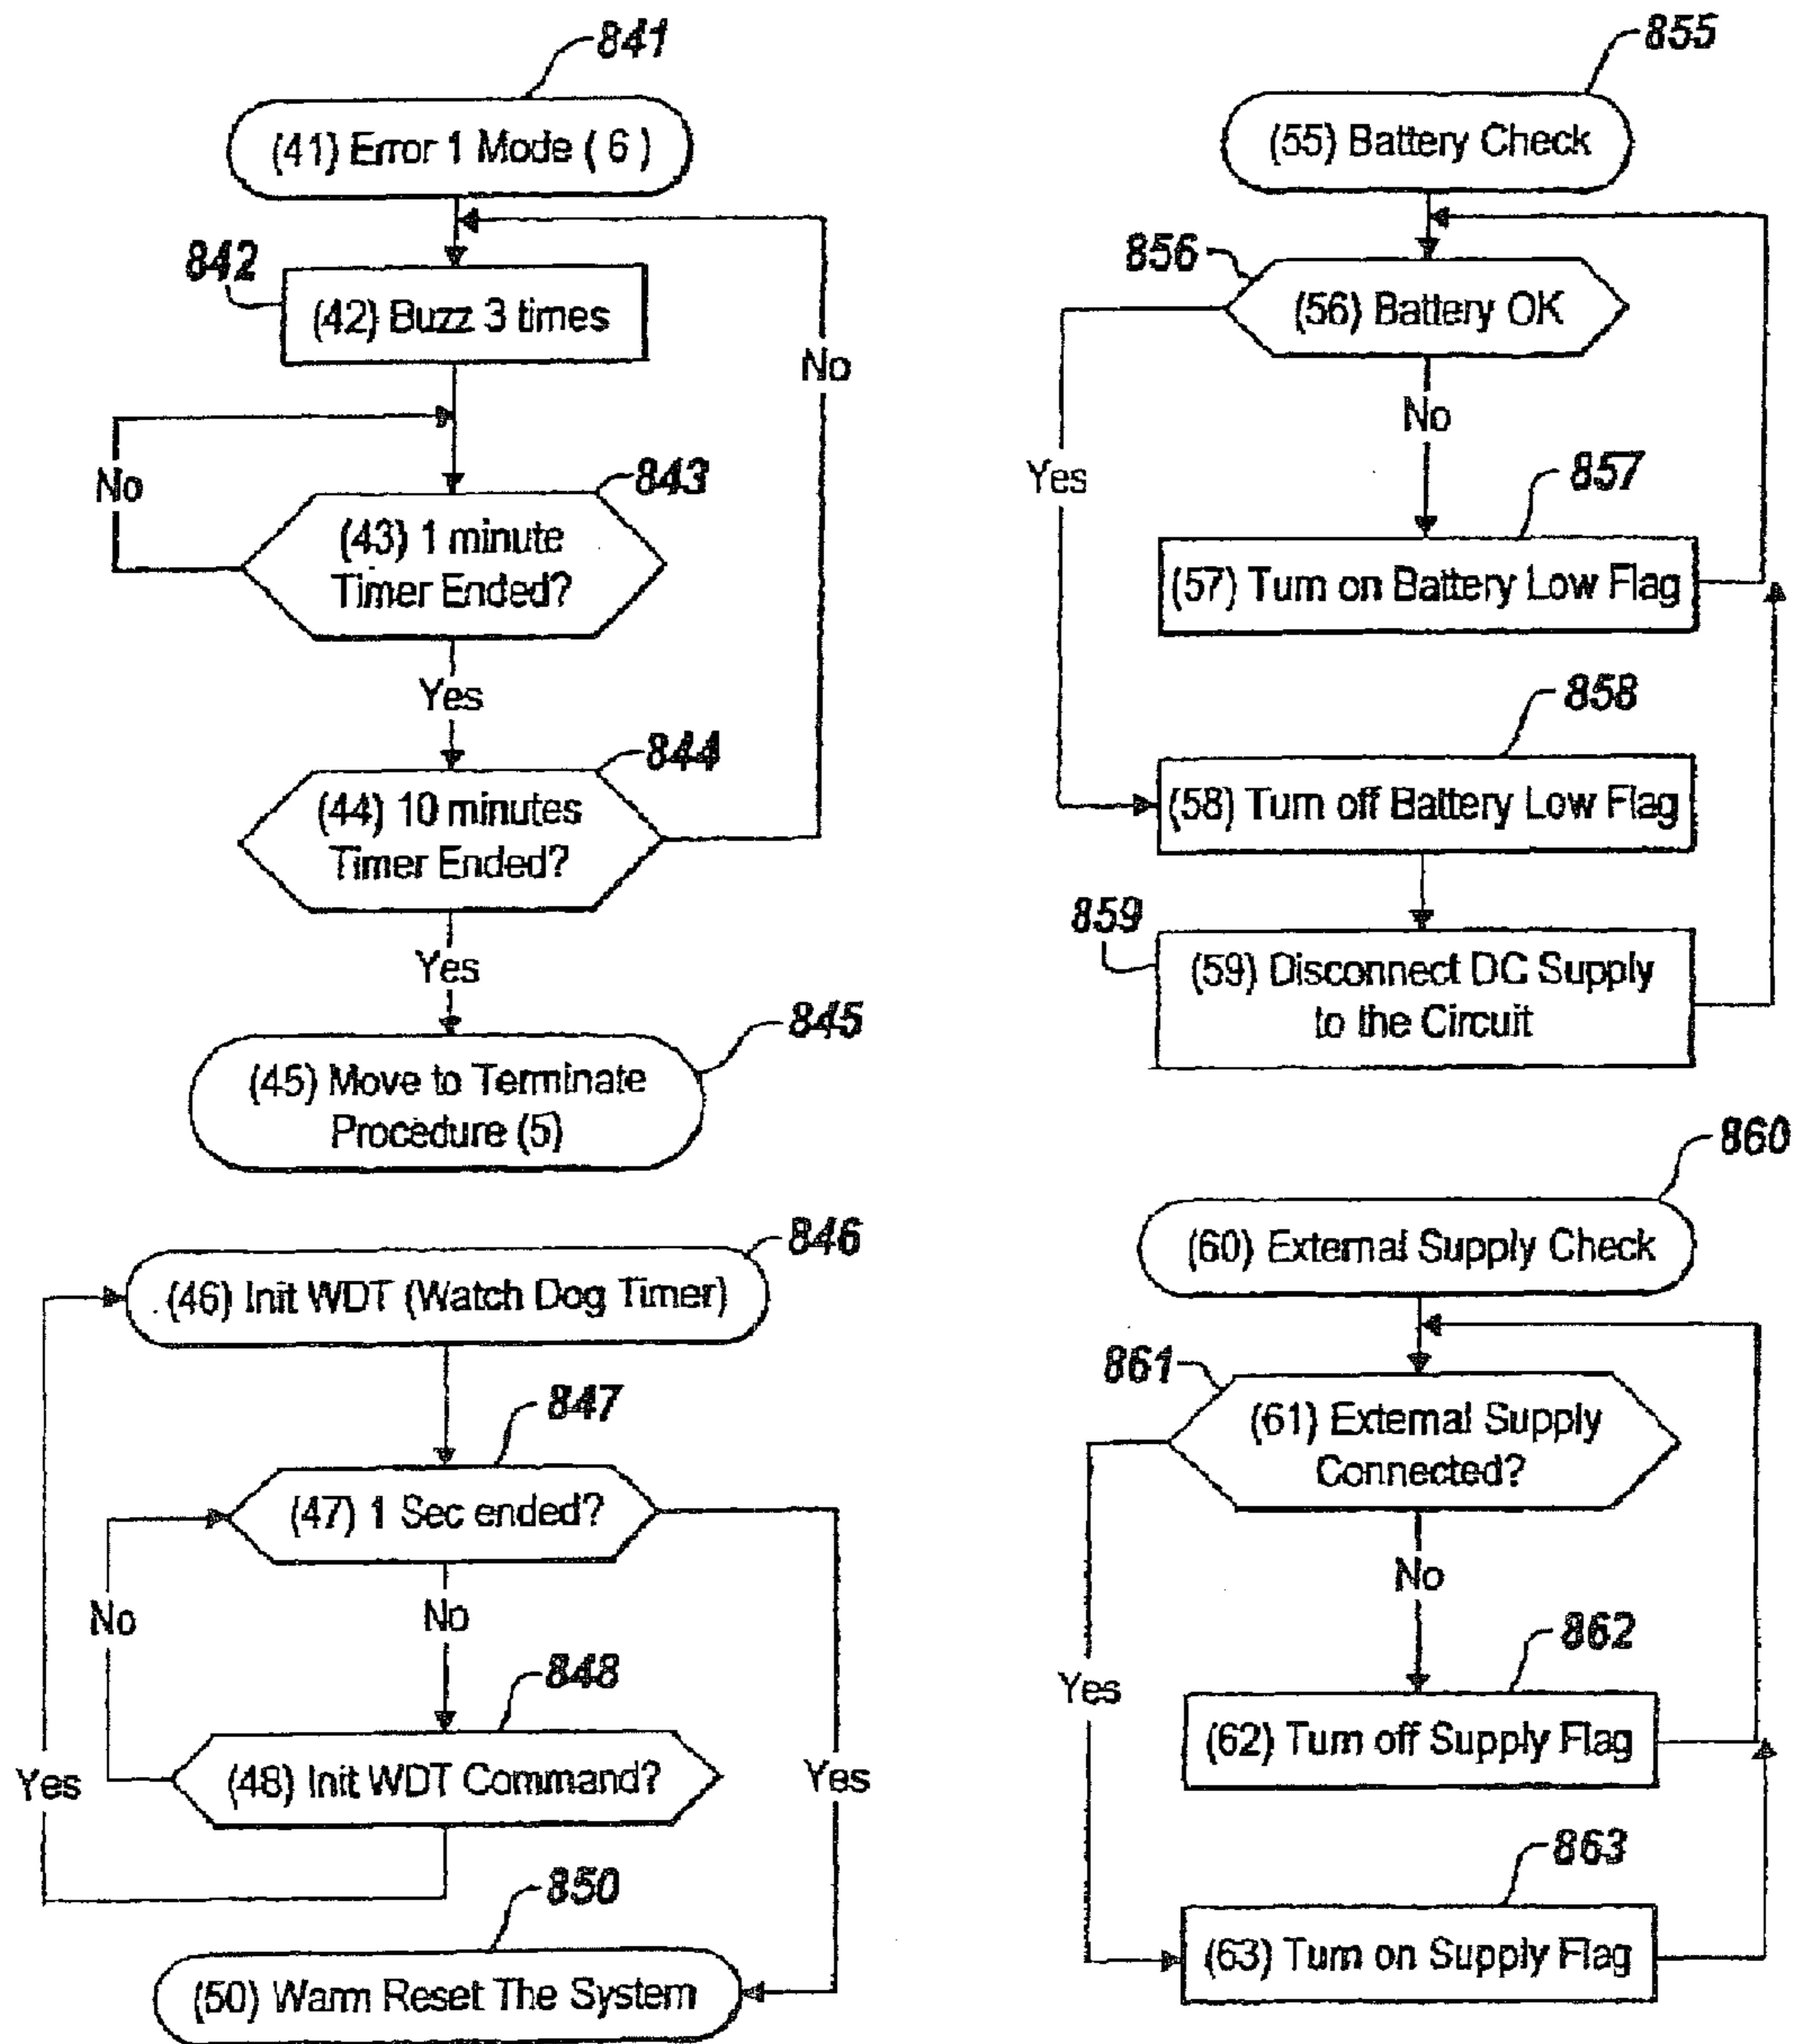 841
(41) Error 1 Mode ( 6 )
842
(42) Buzz 3 times
No
No
843
(43) 1 minute
Timer Ended?
Yes
844
(44) 10 minutes
Timer Ended?
Yes
845
(45) Move to Terminate
Procedure (5)
846
(46) Init WDT (Watch Dog Timer)
847
(47) 1 Sec ended?
No
No
848
Yes
(48) Init WDT Command?
Yes
850
(50) Warm Reset The System
855
(55) Battery Check
856
(56) Battery OK
No
Yes
857
(57) Turn on Battery Low Flag
858
(58) Turn off Battery Low Flag
859
(59) Disconnect DC Supply
to the Circuit
860
(60) External Supply Check
861
(61) External Supply
Connected?
No
Yes
862
(62) Turn off Supply Flag
863
(63) Turn on Supply Flag